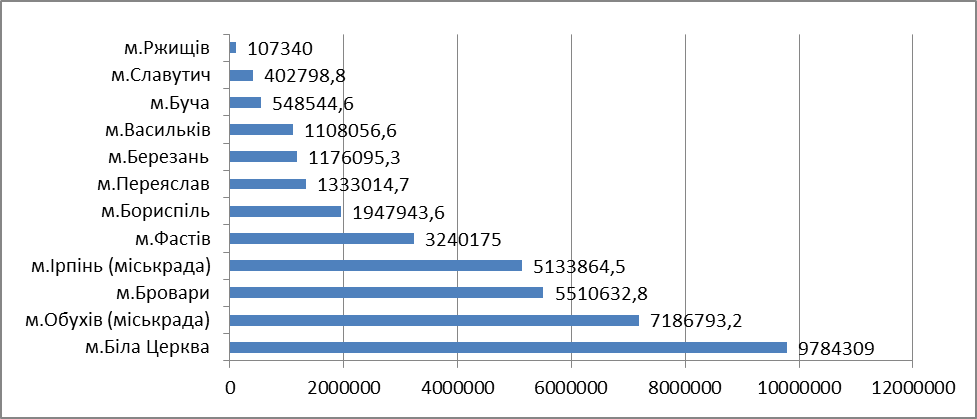 м.Ржищів 107340
м.Славутич 402798,8
м.Буча 548544,6
м.Васильків 1108056,6
м.Березань 1176095,3
м.Переяслав 1333014,7
м.Бориспіль 1947943,6
м.Фастів 3240175
м.Ірпінь (міськрада) 5133864,5
м.Бровари 5510632,8
м.Обухів (міськрада) 7186793,2
м.Біла Церква 9784309
0 2000000 4000000 6000000 8000000 10000000 12000000